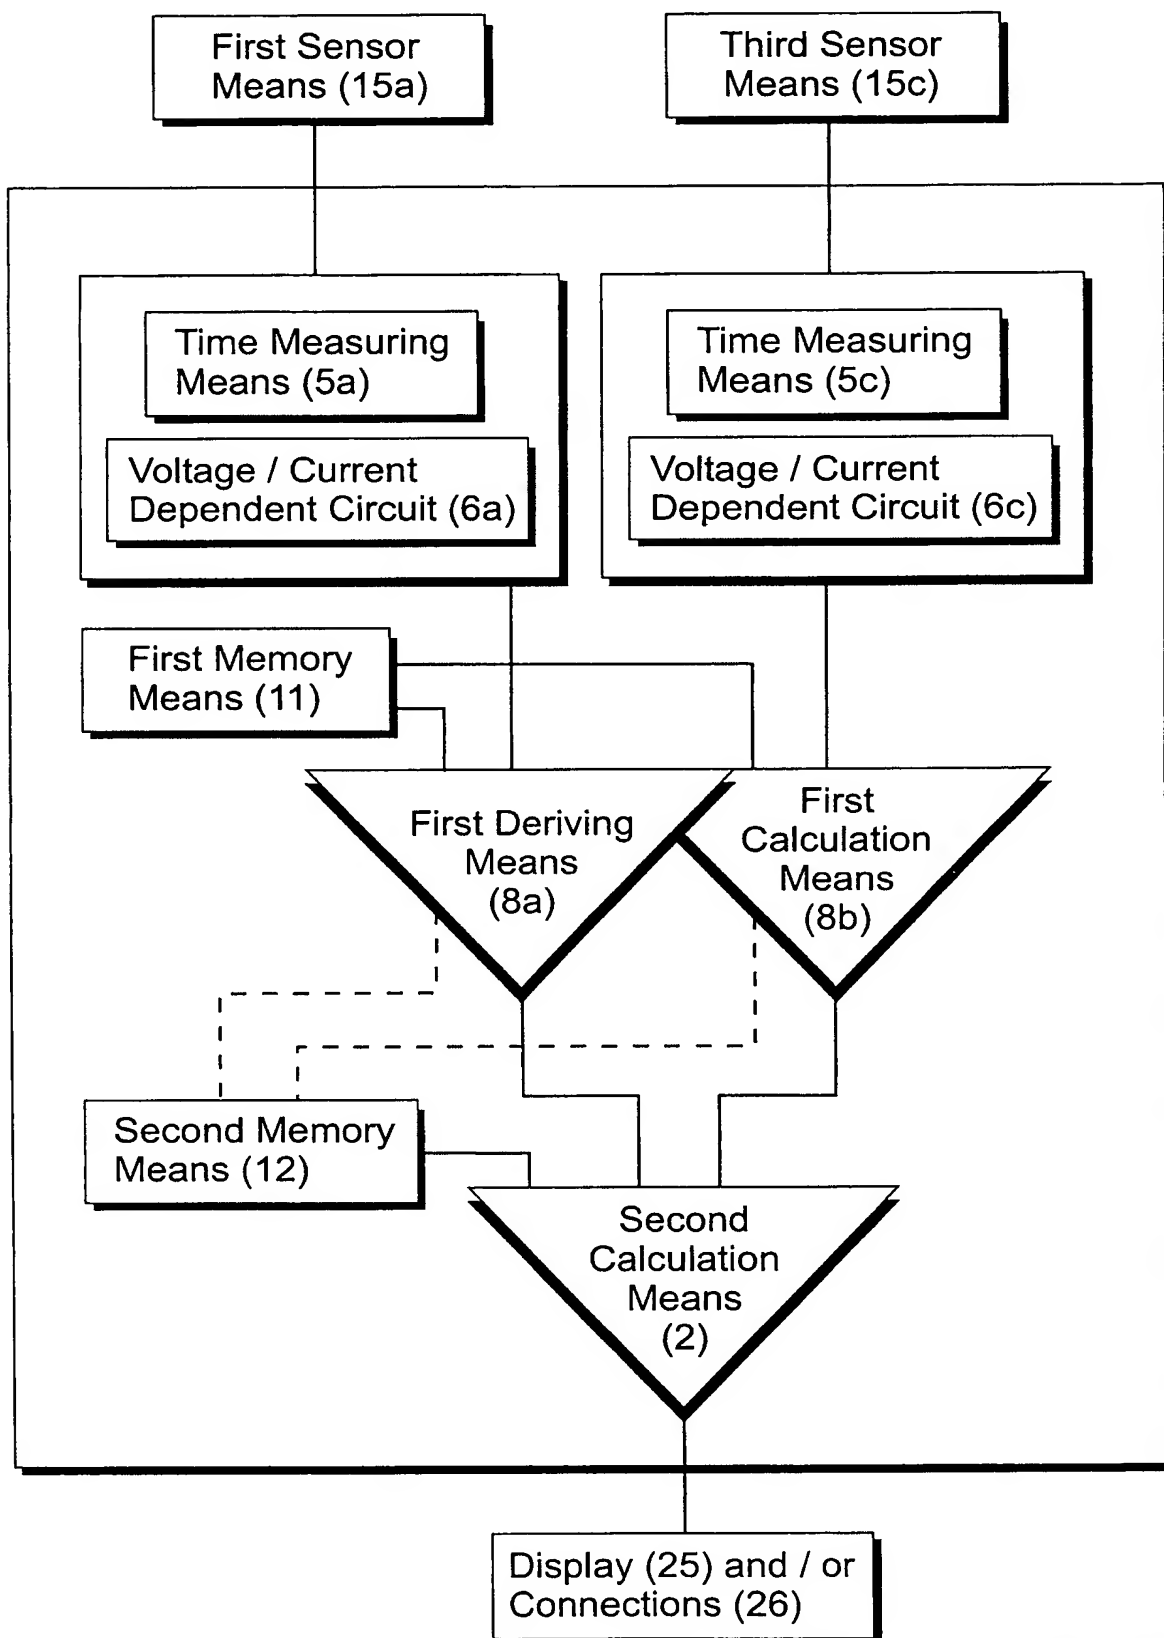 First Sensor
Means (15a)
Third Sensor
Means (15c)
Time Measuring
Means (5a)
Time Measuring
Means (5c)
Voltage / Current
Dependent Circuit (6a)
Voltage / Current
Dependent Circuit (6c)
First Memory
Means (11)
First Deriving
Means
(8a)
First
Calculation
Means
(8b)
Second Memory
Means (12)
Second
Calculation
Means
(2)
Display (25) and / or
Connections (26)